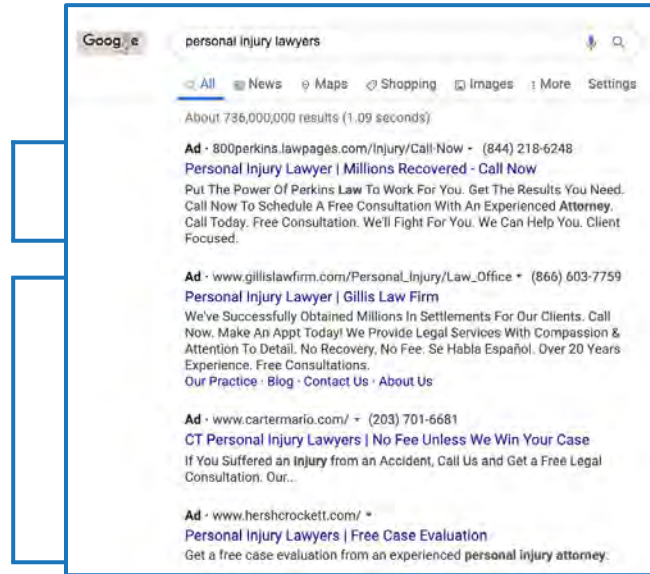 Google
personal injury lawyers
All News Maps Shopping Images More Settings
About 736,000,000 results (1.09 seconds)
Ad · 800perkins.lawpages.com/Injury/Call-Now (844) 218-6248
Personal Injury Lawyer | Millions Recovered - Call Now
Put The Power Of Perkins Law To Work For You. Get The Results You Need.
Call Now To Schedule A Free Consultation With An Experienced Attorney.
Call Today. Free Consultation. We'll Fight For You. We Can Help You. Client
Focused.
Ad · www.gillislawfirm.com/Personal_Injury/Law_Office (866) 603-7759
Personal Injury Lawyer | Gillis Law Firm
We've Successfully Obtained Millions In Settlements For Our Clients. Call
Now. Make An Appt Today! We Provide Legal Services With Compassion &
Attention To Detail. No Recovery, No Fee. Se Habla Español. Over 20 Years
Experience. Free Consultations.
Our Practice · Blog · Contact Us · About Us
Ad · www.cartermario.com/ (203) 701-6681
CT Personal Injury Lawyers | No Fee Unless We Win Your Case
If You Suffered an Injury from an Accident, Call Us and Get a Free Legal
Consultation. Our...
Ad · www.hershcrockett.com/
Personal Injury Lawyers | Free Case Evaluation
Get a free case evaluation from an experienced personal injury attorney.